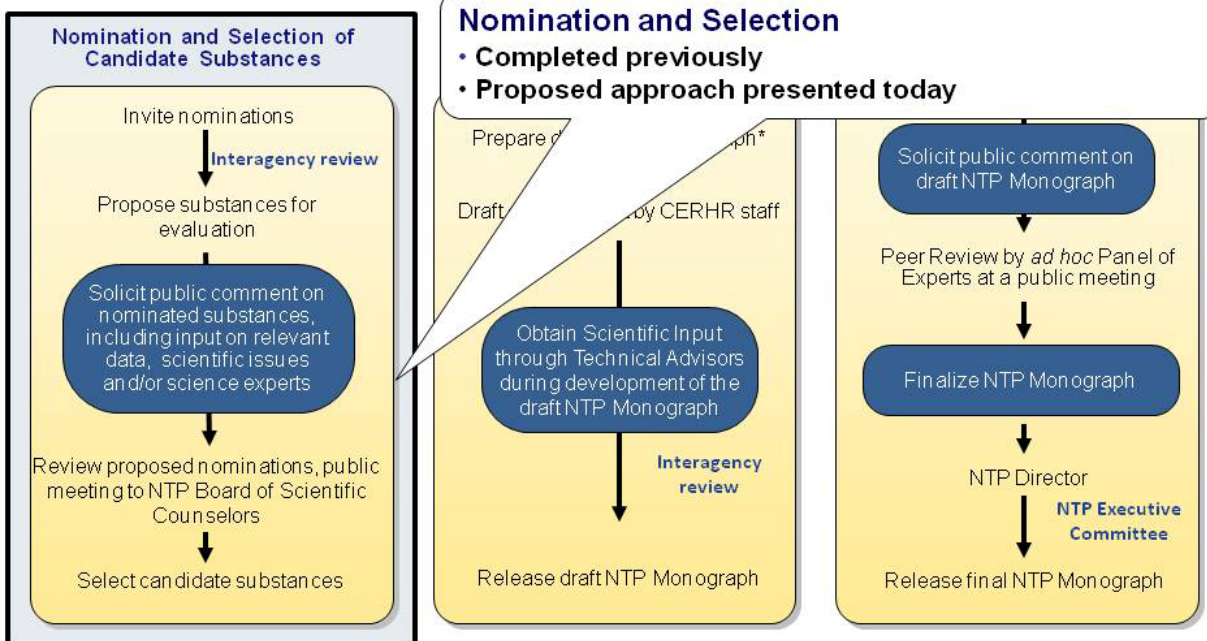 Nomination and Selection of
Candidate Substances
Invite nominations
Interagency review
Propose substances for
evaluation
Solicit public comment on
nominated substances,
including input on relevant
data, scientific issues
and/or science experts
Review proposed nominations, public
meeting to NTP Board of Scientific
Counselors
Select candidate substances
Nomination and Selection
• Completed previously
• Proposed approach presented today
Prepare
Draft by CERHR staff
Obtain Scientific Input
through Technical Advisors
during development of the
draft NTP Monograph
Interagency
review
Release draft NTP Monograph
Solicit public comment on
draft NTP Monograph
Peer Review by ad hoc Panel of
Experts at a public meeting
Finalize NTP Monograph
NTP Director
NTP Executive
Committee
Release final NTP Monograph